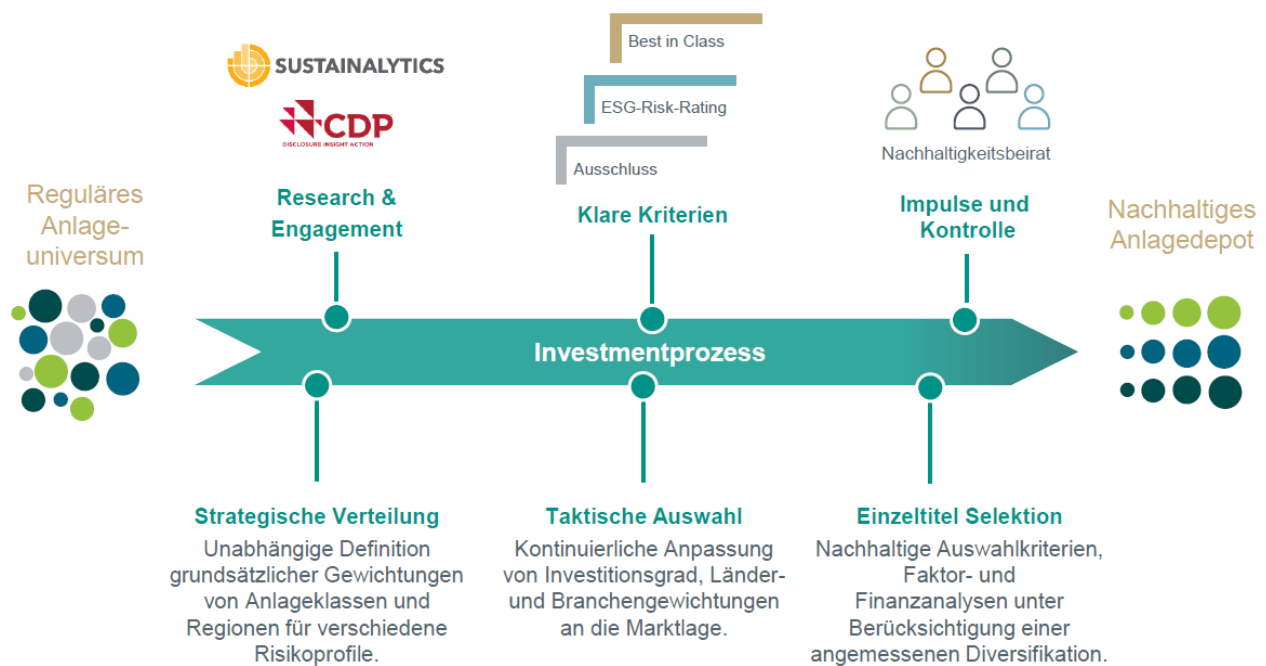 SUSTAINALYTICS
CDP
DISCLOSURE INSIGHT ACTION
Best in Class
ESG-Risk-Rating
Ausschluss
Nachhaltigkeitsbeirat
Reguläres
Anlage-
universum
Research &
Engagement
Klare Kriterien
Impulse und
Kontrolle
Nachhaltiges
Anlagedepot
Investmentprozess
Strategische Verteilung
Unabhängige Definition
grundsätzlicher Gewichtungen
von Anlageklassen und
Regionen für verschiedene
Risikoprofile.
Taktische Auswahl
Kontinuierliche Anpassung
von Investitionsgrad, Länder-
und Branchengewichtungen
an die Marktlage.
Einzeltitel Selektion
Nachhaltige Auswahlkriterien,
Faktor- und
Finanzanalysen unter
Berücksichtigung einer
angemessenen Diversifikation.